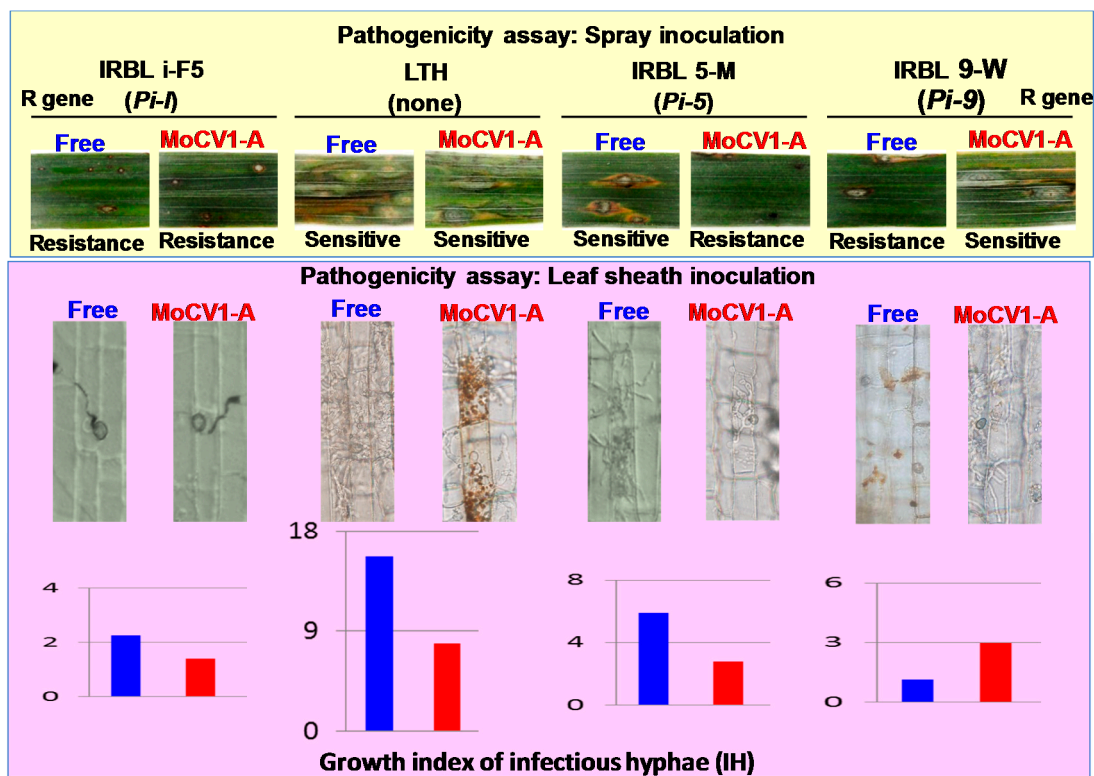 Pathogenicity assay: Spray inoculation
IRBL i-F5 LTH IRBL 5-M IRBL 9-W
R gene (Pi-I) (none) (Pi-5) (Pi-9) R gene
Free MoCV1-A Free MoCV1-A Free MoCV1-A Free MoCV1-A
Resistance Resistance Sensitive Sensitive Sensitive Resistance Resistance Sensitive
Pathogenicity assay: Leaf sheath inoculation
Free MoCV1-A Free MoCV1-A Free MoCV1-A Free MoCV1-A
4 18 8 6
2 9 4 3
0 0 0 0
Growth index of infectious hyphae (IH)